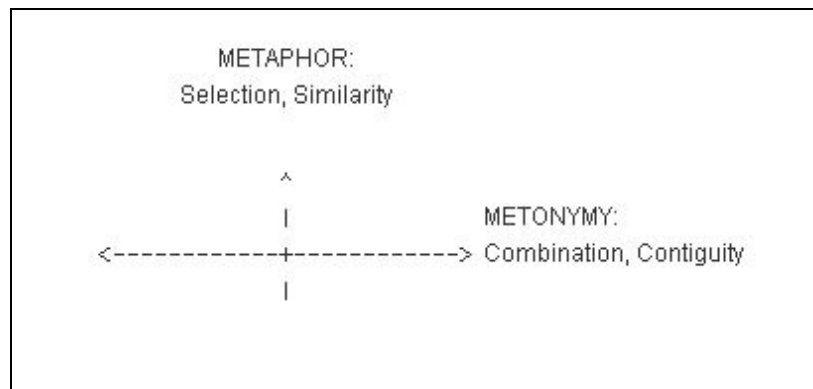 METAPHOR:
Selection, Similarity
^
|
METONYMY:
<------------+------------> Combination, Contiguity
|